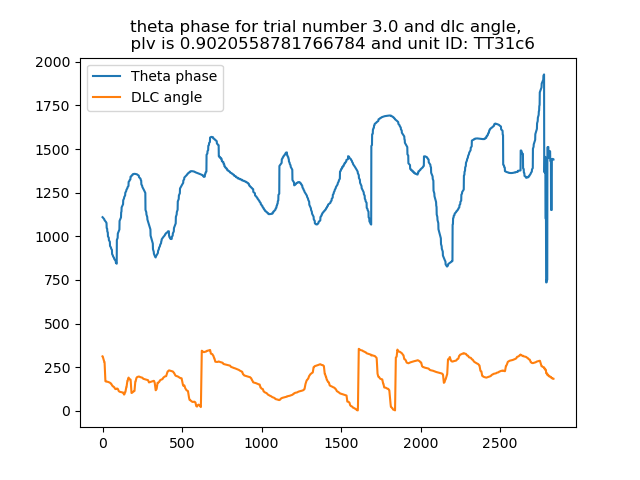 theta phase for trial number 3.0 and dlc angle,
plv is 0.9020558781766784 and unit ID: TT31c6
Theta phase
DLC angle
2000
1750
1500
1250
1000
750
500
250
0
0 500 1000 1500 2000 2500